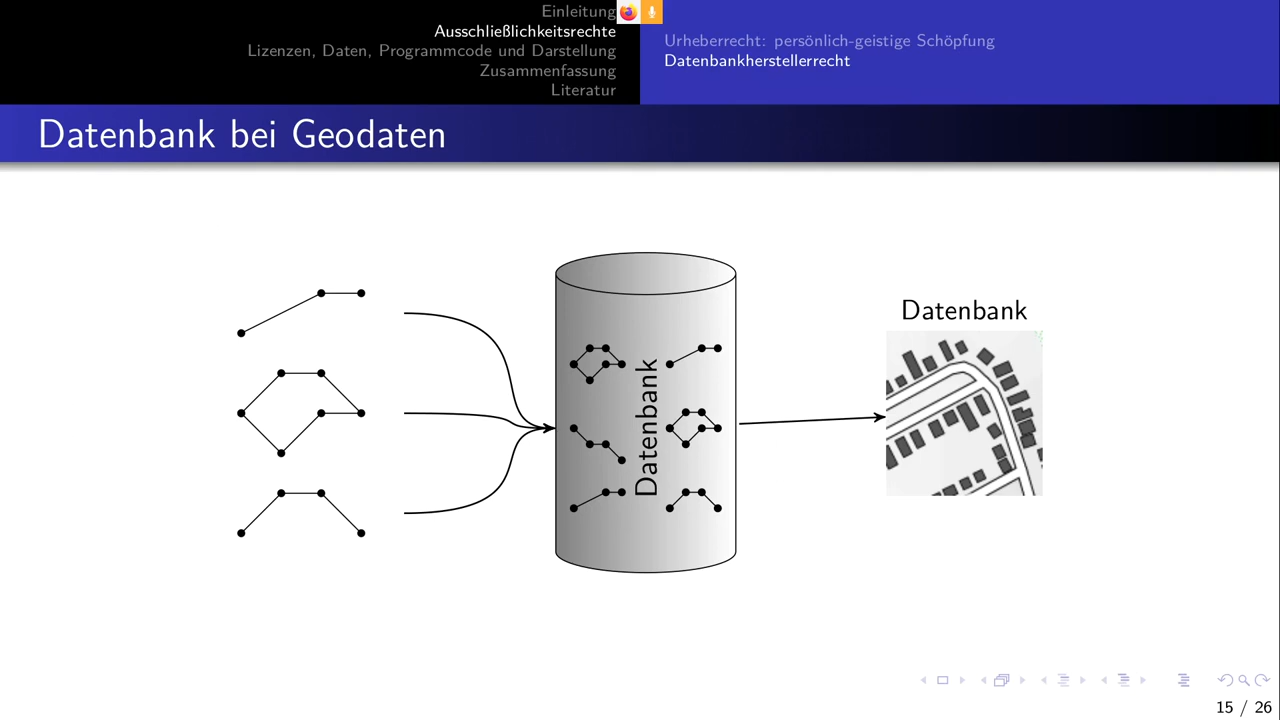 Einleitung
Ausschließlichkeitsrechte
Lizenzen, Daten, Programmcode und Darstellung
Zusammenfassung
Literatur
Urheberrecht: persönlich-geistige Schöpfung
Datenbankherstellerrecht
Datenbank bei Geodaten
Datenbank
Datenbank
15 / 26